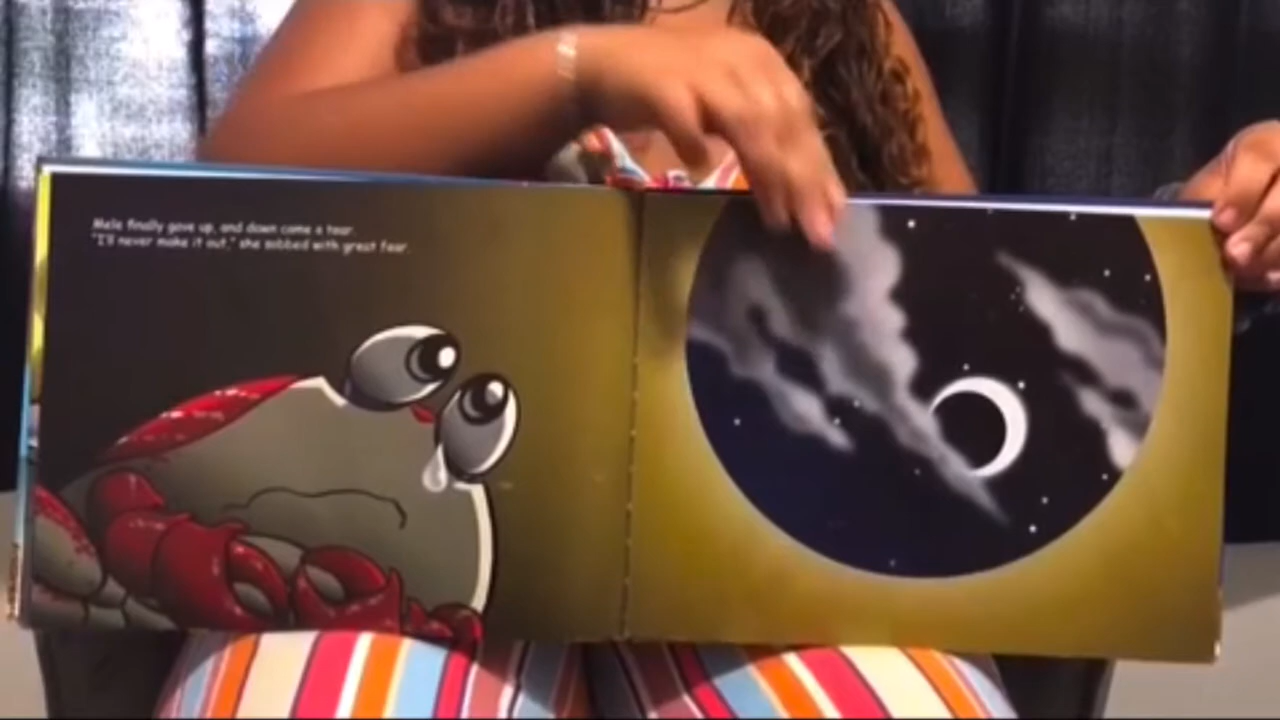 Mele finally gave up, and down came a tear.
"I'll never make it out," she sobbed with great fear.